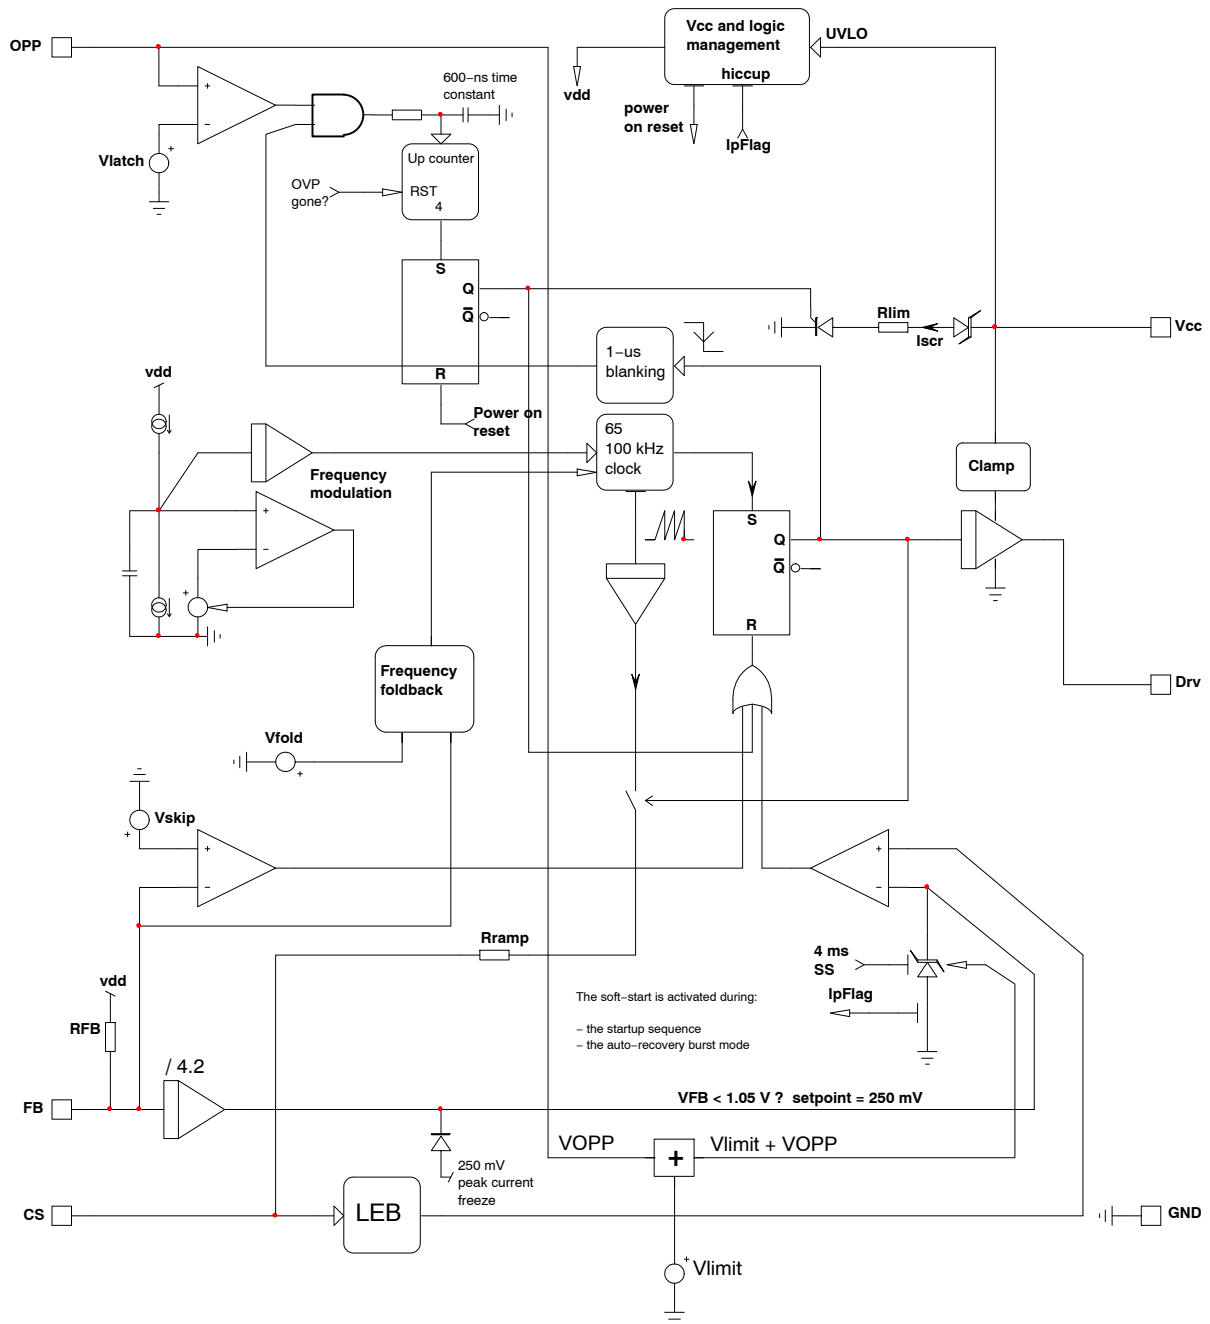 OPP
Vcc and logic
management
hiccup
UVLO
vdd
power
on reset
IpFlag
600−ns time
constant
+
−
Vlatch
+
Up counter
RST
4
OVP
gone?
S
Q
Q
R
Power on
reset
Rlim
Iscr
Vcc
1−us
blanking
vdd
65
100 kHz
clock
Frequency
modulation
Clamp
+
−
+
S
Q
Q
R
Frequency
foldback
Drv
Vfold
+
Vskip
+
+
−
+
−
Rramp
4 ms
SS
IpFlag
vdd
RFB
The soft−start is activated during:
− the startup sequence
− the auto−recovery burst mode
/ 4.2
FB
VFB < 1.05 V ? setpoint = 250 mV
VOPP
+
Vlimit + VOPP
250 mV
peak current
freeze
CS
LEB
GND
+
Vlimit